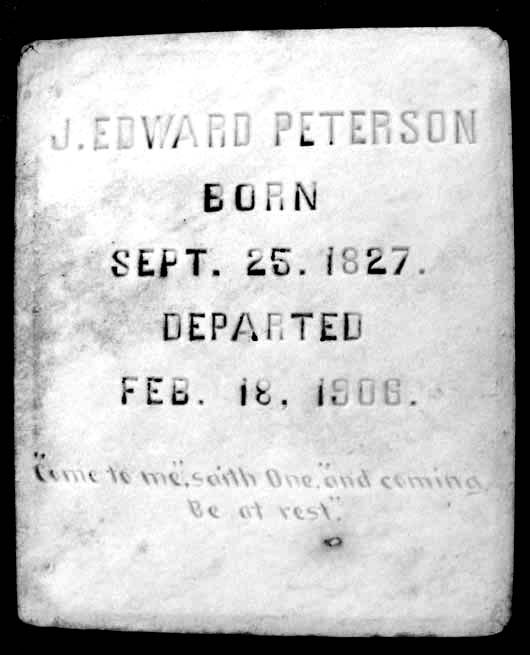 J. EDWARD PETERSON
BORN
SEPT. 25. 1827.
DEPARTED
FEB. 18, 1906.
"Come to me", saith One, "and coming
Be at rest".